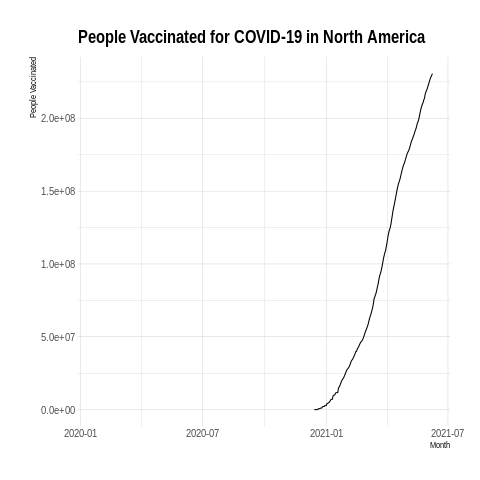 People Vaccinated for COVID-19 in North America
People Vaccinated
2.0e+08
1.5e+08
1.0e+08
5.0e+07
0.0e+00
2020-01 2020-07 2021-01 2021-07
Month